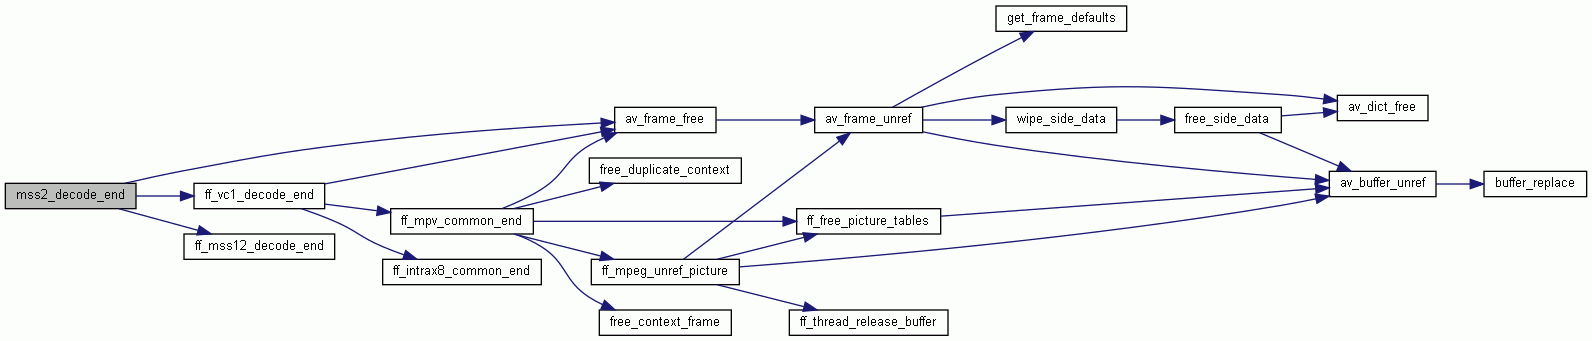 get_frame_defaults
av_dict_free
av_frame_free
av_frame_unref
wipe_side_data
free_side_data
free_duplicate_context
mss2_decode_end
ff_vc1_decode_end
av_buffer_unref
buffer_replace
ff_mpv_common_end
ff_free_picture_tables
ff_mss12_decode_end
ff_intrax8_common_end
ff_mpeg_unref_picture
free_context_frame
ff_thread_release_buffer